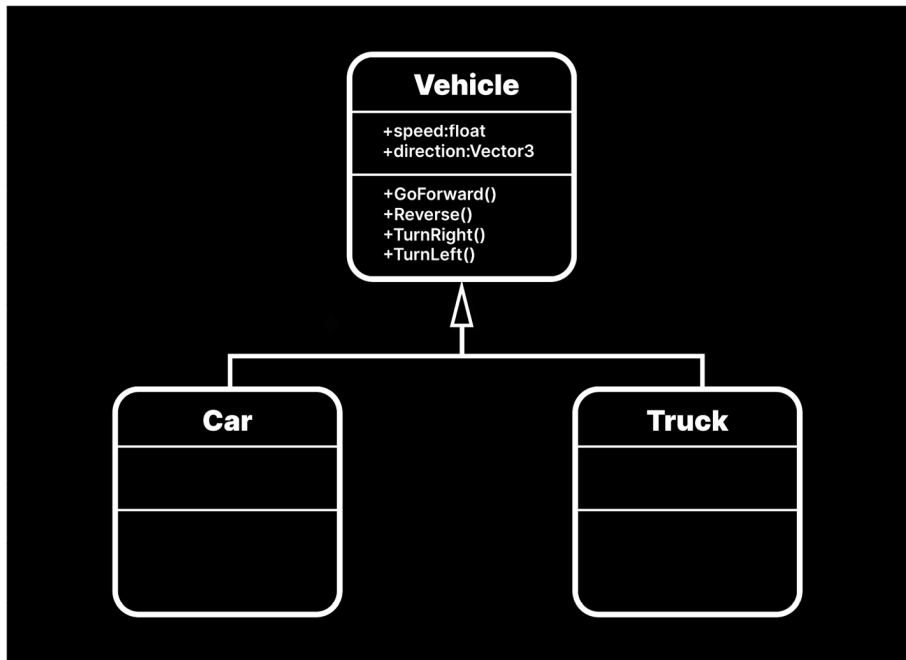 Vehicle
+speed:float
+direction:Vector3
+GoForward()
+Reverse()
+TurnRight()
+TurnLeft()
Car
Truck